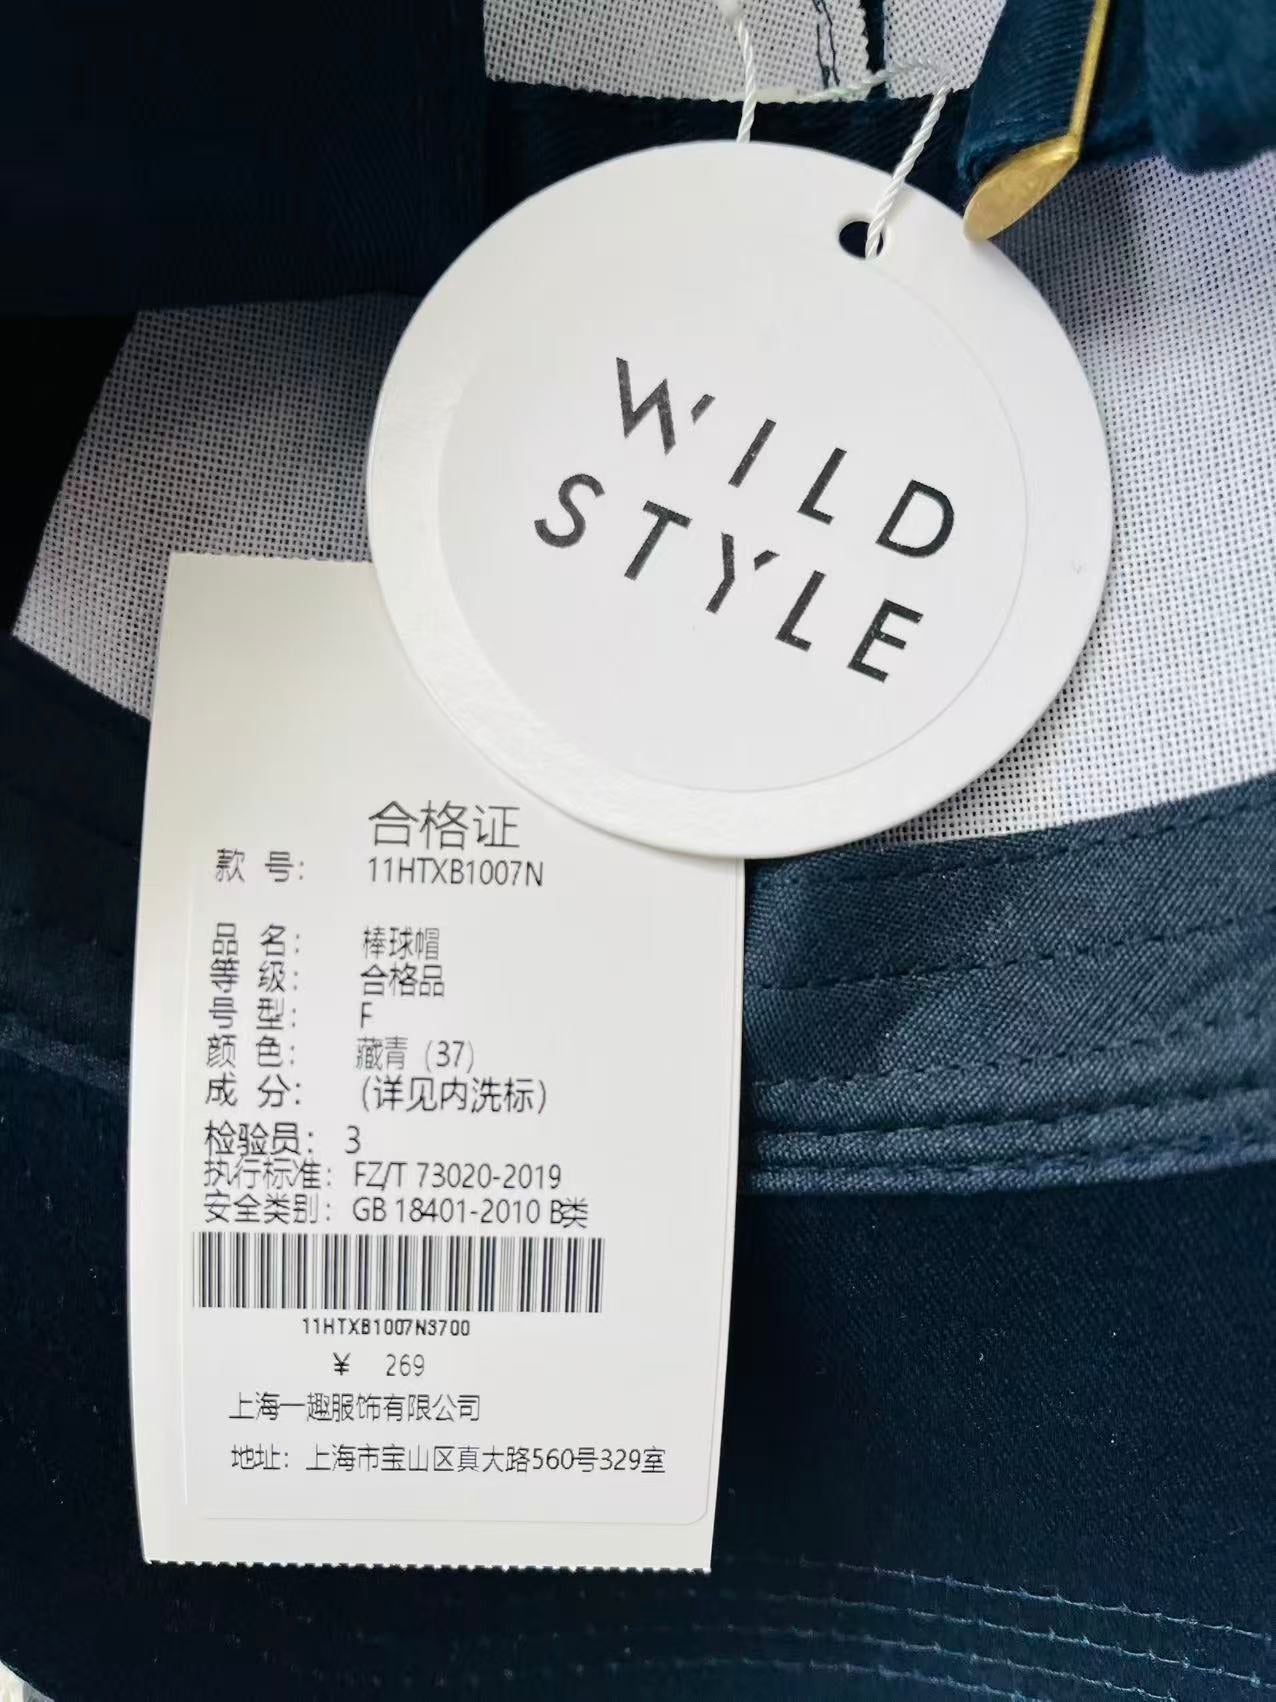 WILD
STYLE
合格证
款 号： 11HTXB1007N
品 名： 棒球帽
等 级： 合格品
号 型： F
颜 色： 藏青（37）
成 分： （详见内洗标）
检验员： 3
执行标准： FZ/T 73020-2019
安全类别： GB 18401-2010 B类
11HTXB1007N3700
¥ 269
上海一趣服饰有限公司
地址：上海市宝山区真大路560号329室